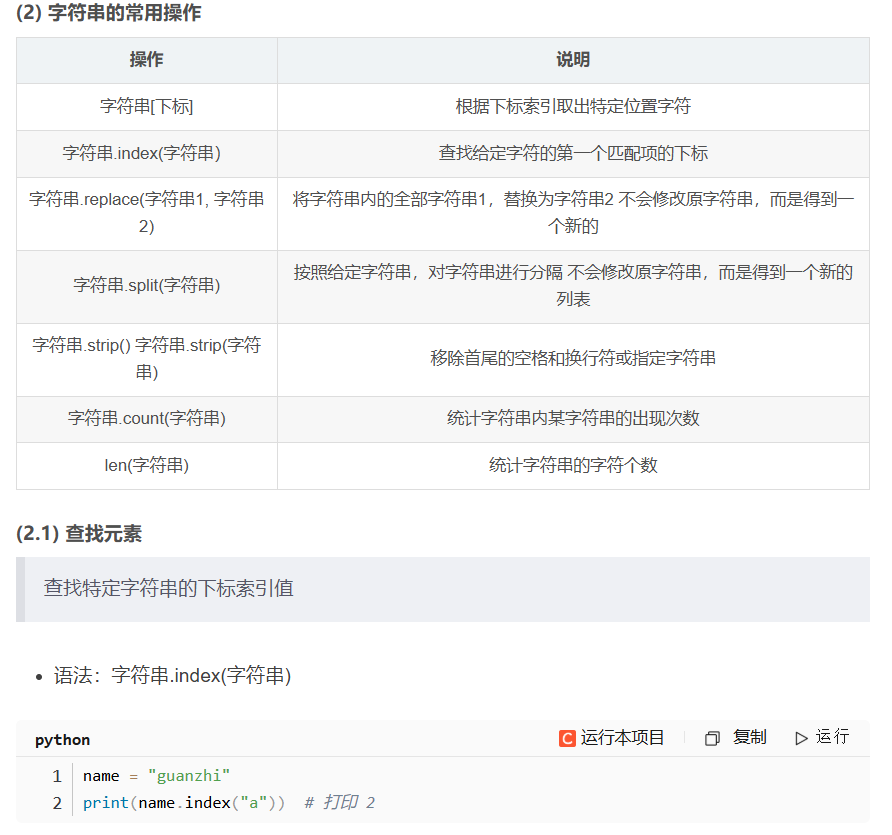 (2) 字符串的常用操作
操作 说明
字符串[下标] 根据下标索引取出特定位置字符
字符串.index(字符串) 查找给定字符的第一个匹配项的下标
字符串.replace(字符串1, 字符串
2)
将字符串内的全部字符串1，替换为字符串2 不会修改原字符串，而是得到一
个新的
字符串.split(字符串)
按照给定字符串，对字符串进行分隔 不会修改原字符串，而是得到一个新的
列表
字符串.strip() 字符串.strip(字符
串)
移除首尾的空格和换行符或指定字符串
字符串.count(字符串) 统计字符串内某字符串的出现次数
len(字符串) 统计字符串的字符个数
(2.1) 查找元素
查找特定字符串的下标索引值
• 语法：字符串.index(字符串)
python C 运行本项目 复制 运行
1 name = "guanzhi"
2 print(name.index("a")) # 打印 2